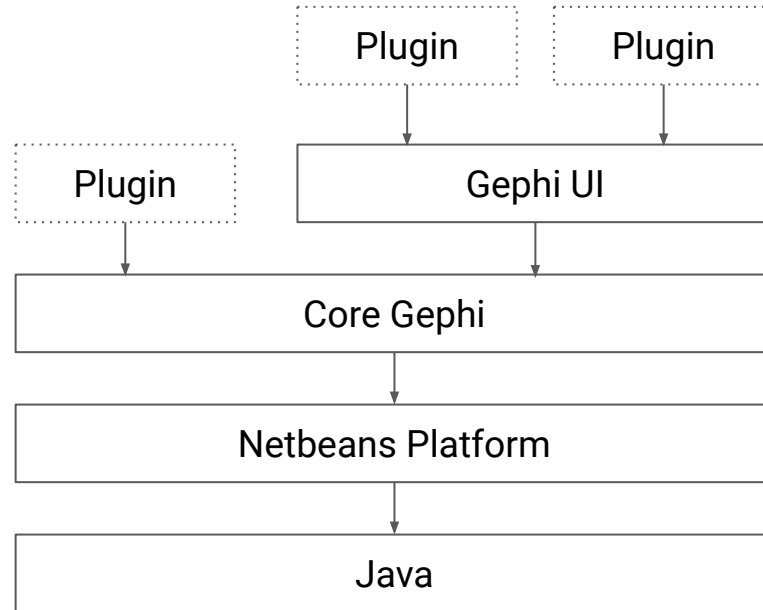 Plugin
Plugin
Plugin
Gephi UI
Core Gephi
Netbeans Platform
Java